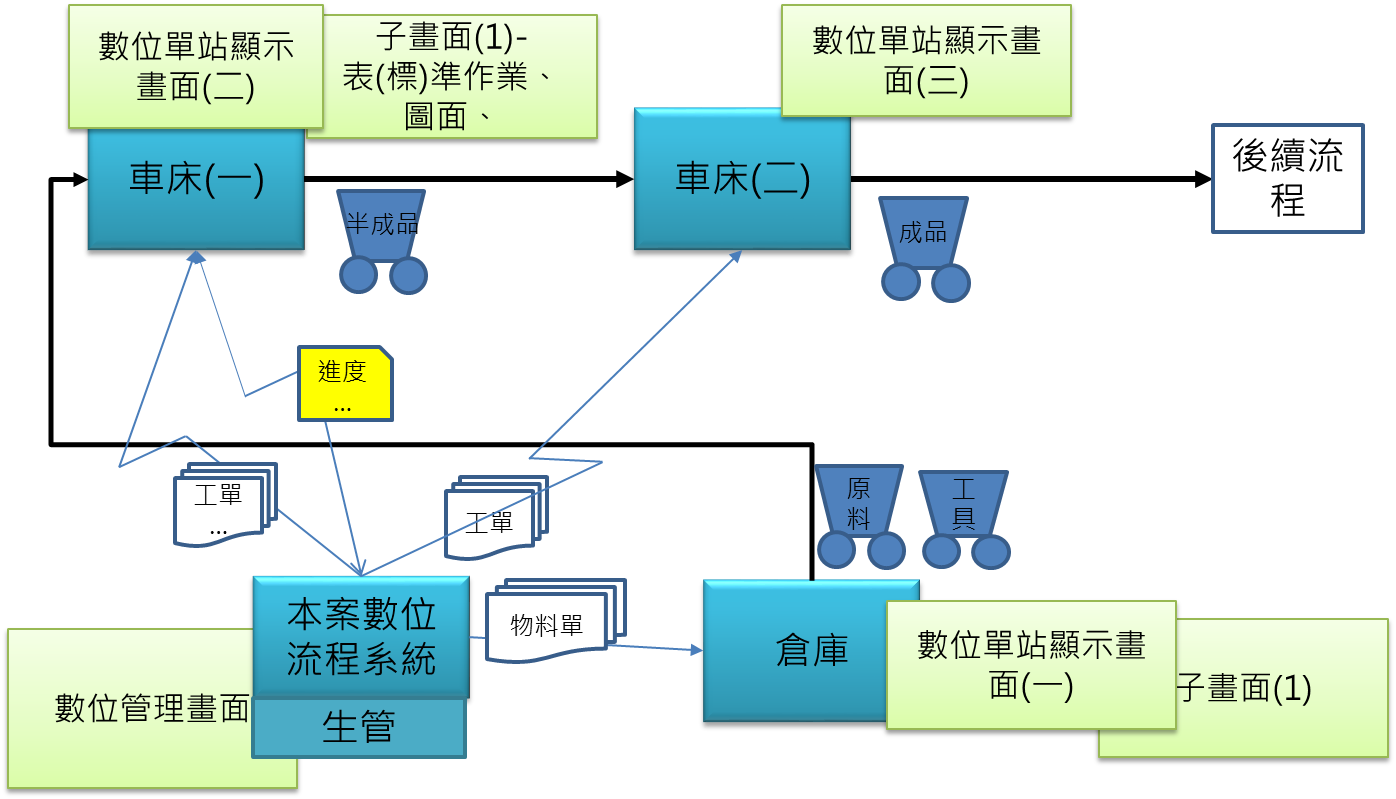 數位單站顯示
畫面(二)
子畫面(1)-
表(標)準作業、
圖面、
數位單站顯示畫
面(三)
車床(一)
車床(二)
後續流
程
半成品
成品
進度
…
工單
…
工單
原
料
工
具
本案數位
流程系統
生管
物料單
倉庫
數位單站顯示畫
面(一)
子畫面(1)
數位管理畫面